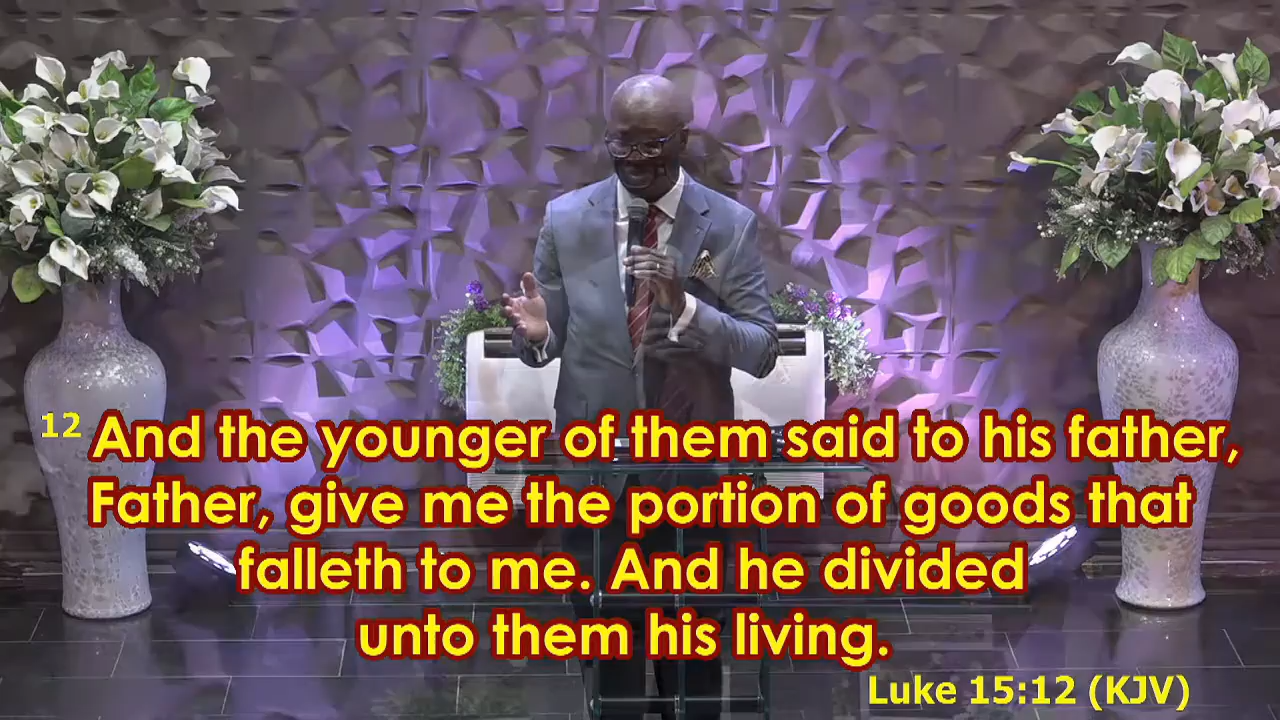 12 And the younger of them said to his father,
Father, give me the portion of goods that
falleth to me. And he divided
unto them his living.
Luke 15:12 (KJV)